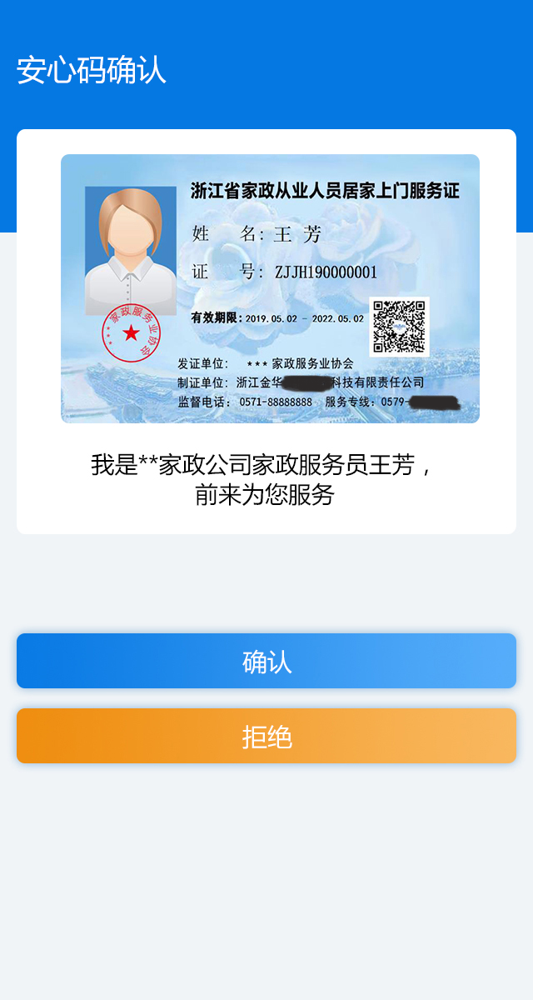 安心码确认
浙江省家政从业人员居家上门服务证
姓 名：王 芳
证 号：ZJJH190000001
有效期限：2019.05.02 - 2022.05.02
***家政服务业协会
发证单位： ***家政服务业协会
制证单位：浙江金华 科技有限责任公司
监督电话：0571-88888888 服务专线：0579-
我是**家政公司家政服务员王芳，
前来为您服务
确认
拒绝